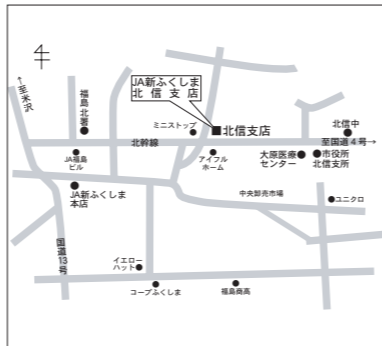 JA新ふくしま
北信支店
←至米沢
福島北署
ミニストップ
北信支店
北信中
北幹線
至国道4号→
JA福島
ビル
アイフル
ホーム
大原医療
センター
市役所
北信支所
JA新ふくしま
本店
中央卸売市場
ユニクロ
国道13号
イエロー
ハット
コープふくしま
福島商高